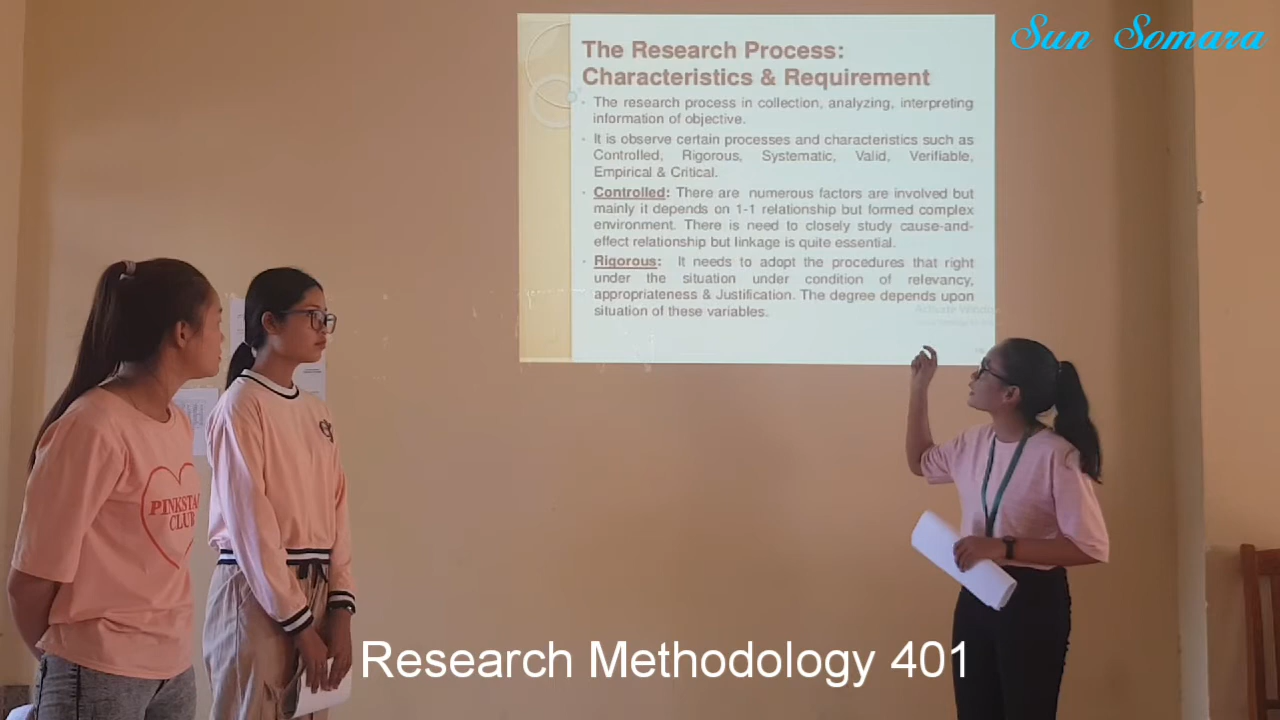 Sun Somara
The Research Process:
Characteristics & Requirement
The research process in collection, analyzing, interpreting
information of objective.
It is observe certain processes and characteristics such as
Controlled, Rigorous, Systematic, Valid, Verifiable,
Empirical & Critical.
Controlled: There are numerous factors are involved but
mainly it depends on 1-1 relationship but formed complex
environment. There is need to closely study cause-and-
effect relationship but linkage is quite essential.
Rigorous: It needs to adopt the procedures that right
under the situation under condition of relevancy,
appropriateness & Justification. The degree depends upon
situation of these variables.
PINKSTA
CLUB
Research Methodology 401